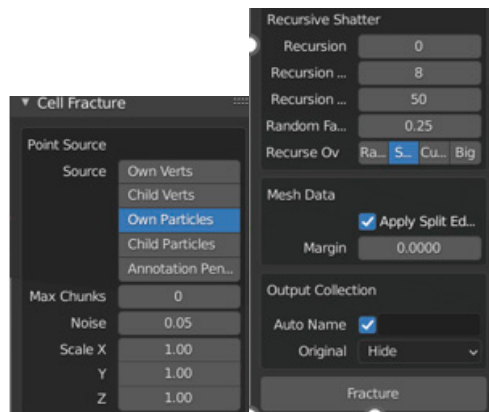 Cell Fracture
Point Source
Source Own Verts
Child Verts
Own Particles
Child Particles
Annotation Pen...
Max Chunks 0
Noise 0.05
Scale X 1.00
Y 1.00
Z 1.00
Recursive Shatter
Recursion 0
Recursion ... 8
Recursion ... 50
Random Fa... 0.25
Recurse Ov Ra... S... Cu... Big
Mesh Data
Apply Split Ed...
Margin 0.0000
Output Collection
Auto Name
Original Hide
Fracture